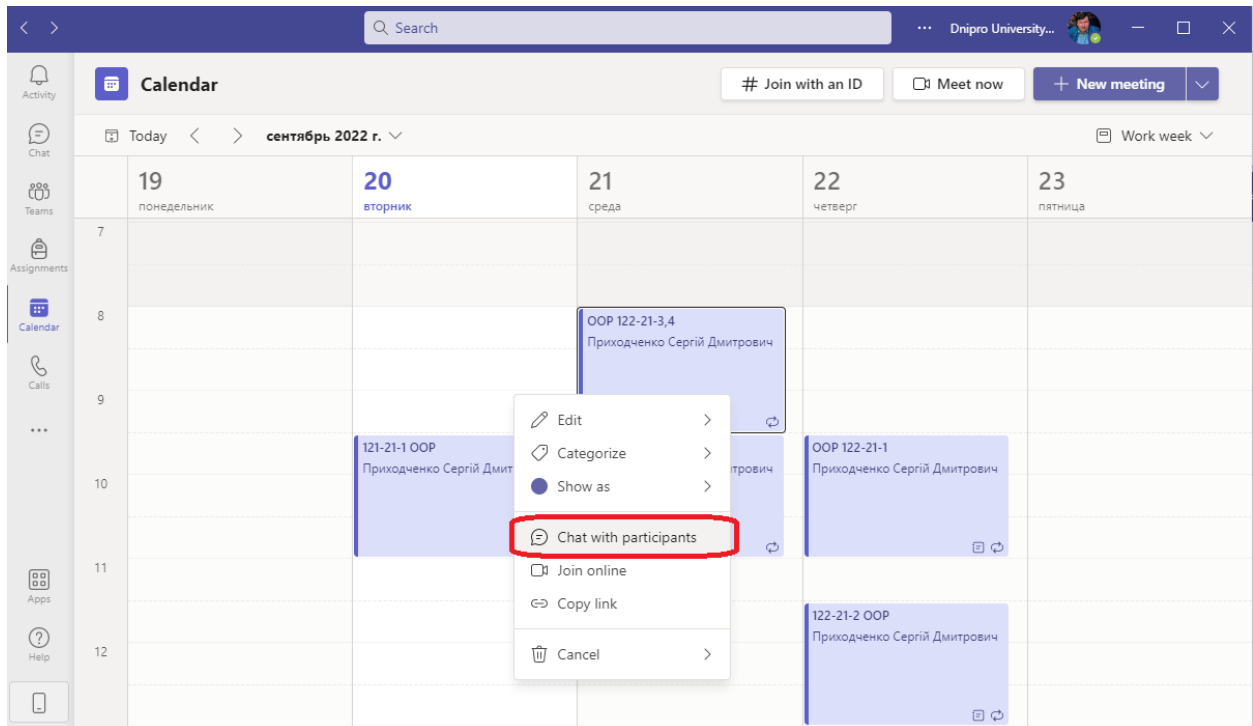 Search
Dnipro University...
Activity
Calendar
# Join with an ID
Meet now
New meeting
Chat
Today
сентябрь 2022 г.
Work week
Teams
19
20
21
22
23
понедельник
вторник
среда
четверг
пятница
7
Assignments
Calendar
8
OOP 122-21-3,4
Приходченко Сергій Дмитрович
Calls
9
Edit
121-21-1 OOP
OOP 122-21-1
Categorize
Приходченко Сергій Дмит
трович
Приходченко Сергій Дмитрович
10
Show as
Chat with participants
11
Join online
Apps
Copy link
122-21-2 OOP
Приходченко Сергій Дмитрович
Help
12
Cancel